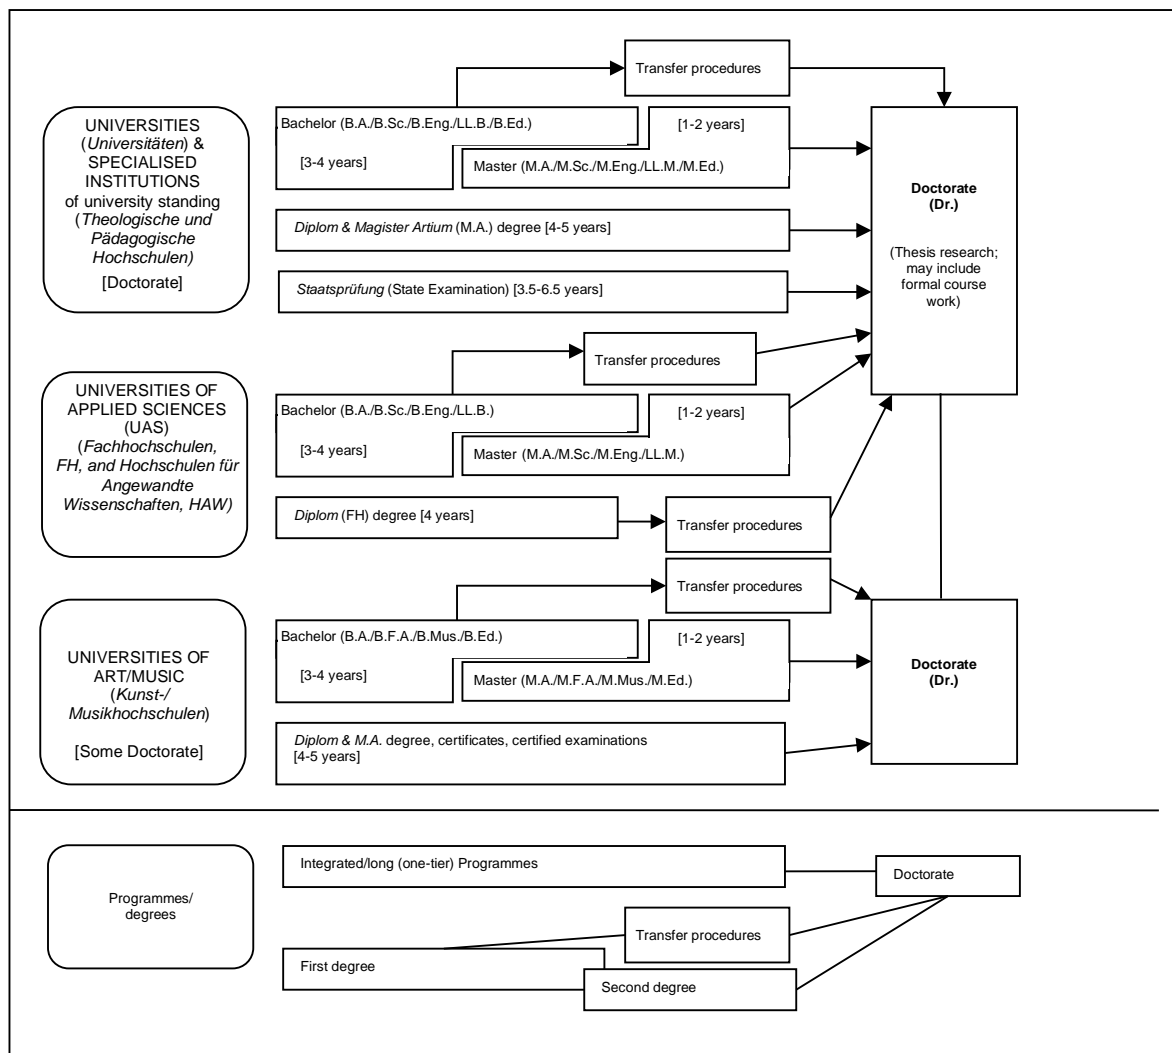 Transfer procedures
UNIVERSITIES
(Universitäten) &
SPECIALISED
INSTITUTIONS
of university standing
(Theologische und
Pädagogische
Hochschulen)
[Doctorate]
Bachelor (B.A./B.Sc./B.Eng./LL.B./B.Ed.)
[3-4 years]
[1-2 years]
Master (M.A./M.Sc./M.Eng./LL.M./M.Ed.)
Diplom & Magister Artium (M.A.) degree [4-5 years]
Staatsprüfung (State Examination) [3.5-6.5 years]
Doctorate
(Dr.)
(Thesis research;
may include
formal course
work)
Transfer procedures
UNIVERSITIES OF
APPLIED SCIENCES
(UAS)
(Fachhochschulen,
FH, and Hochschulen für
Angewandte
Wissenschaften, HAW)
Bachelor (B.A./B.Sc./B.Eng./LL.B.)
[3-4 years]
[1-2 years]
Master (M.A./M.Sc./M.Eng./LL.M.)
Diplom (FH) degree [4 years]
Transfer procedures
Transfer procedures
UNIVERSITIES OF
ART/MUSIC
(Kunst-/
Musikhochschulen)
[Some Doctorate]
Bachelor (B.A./B.F.A./B.Mus./B.Ed.)
[3-4 years]
[1-2 years]
Master (M.A./M.F.A./M.Mus./M.Ed.)
Diplom & M.A. degree, certificates, certified examinations
[4-5 years]
Doctorate
(Dr.)
Programmes/
degrees
Integrated/long (one-tier) Programmes
Doctorate
Transfer procedures
First degree
Second degree